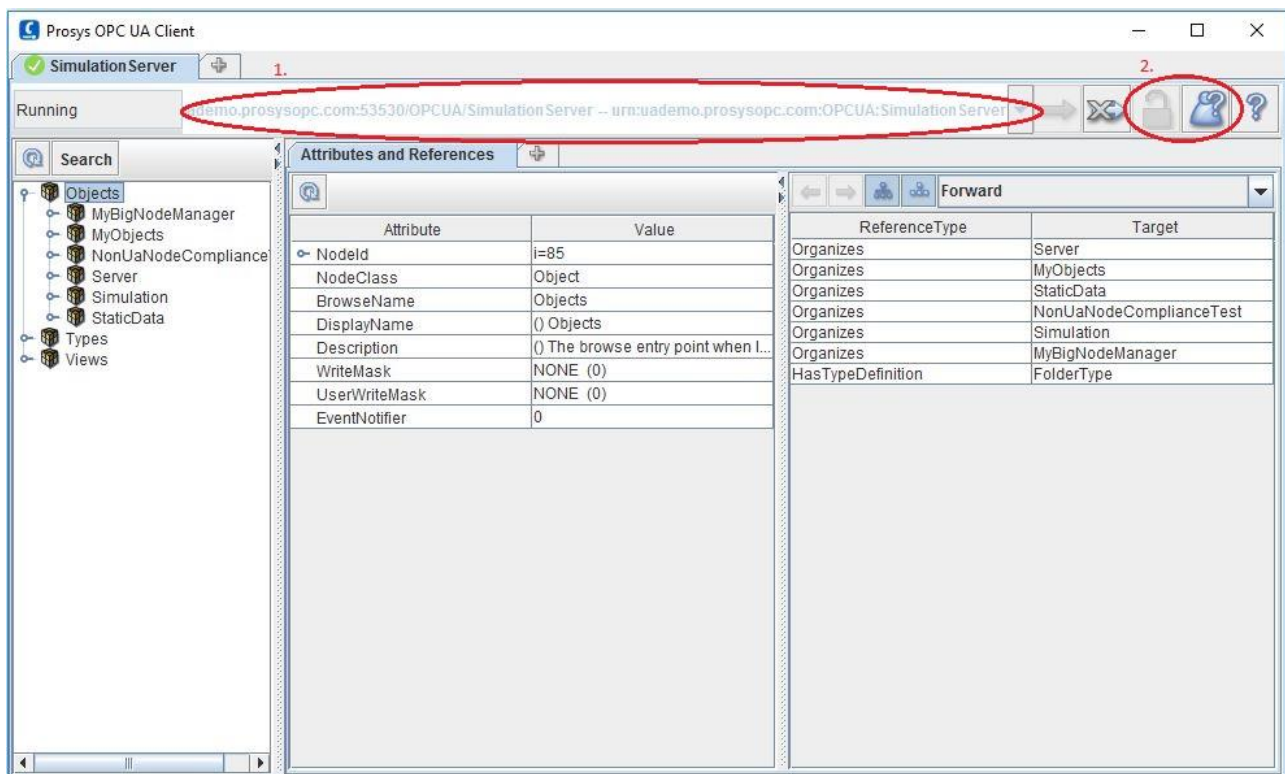 Prosys OPC UA Client
SimulationServer
1.
2.
Running
demo.prosysopc.com:53530/OPCUA/SimulationServer -- urn:uademo.prosysopc.com:OPCUA:SimulationServer
Search
Objects
MyBigNodeManager
MyObjects
NonUaNodeCompliance
Server
Simulation
StaticData
Types
Views
Attributes and References
Attribute Value
NodeId i=85
NodeClass Object
BrowseName Objects
DisplayName () Objects
Description () The browse entry point when l...
WriteMask NONE (0)
UserWriteMask NONE (0)
EventNotifier 0
Forward
ReferenceType Target
Organizes Server
Organizes MyObjects
Organizes StaticData
Organizes NonUaNodeComplianceTest
Organizes Simulation
Organizes MyBigNodeManager
HasTypeDefinition FolderType